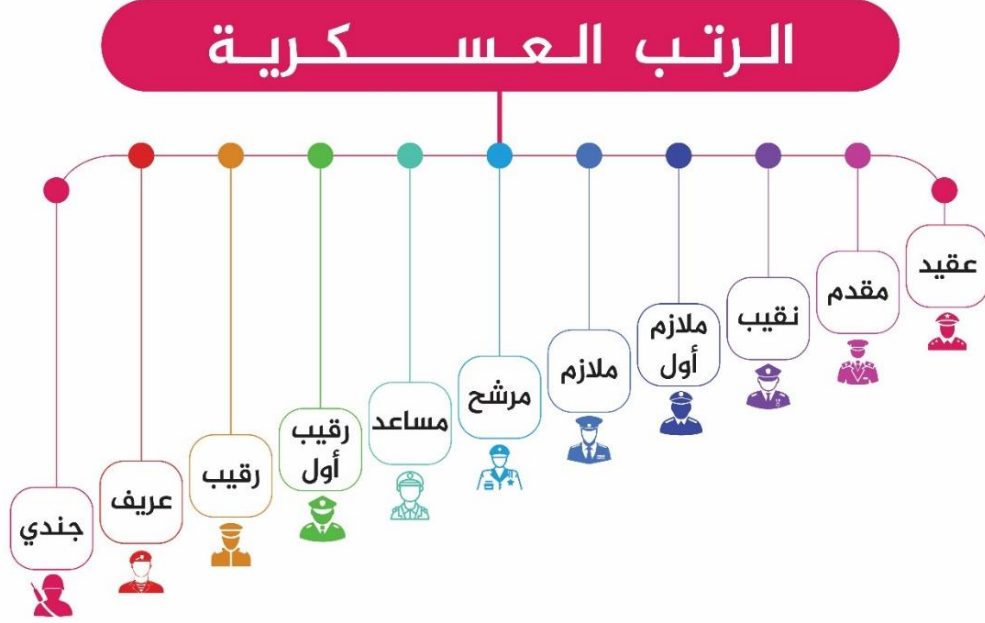 الرتب العسكرية
عقيد
مقدم
نقيب
ملازم
أول
ملازم
مرشح
مساعد
رقيب
أول
رقيب
عريف
جندي